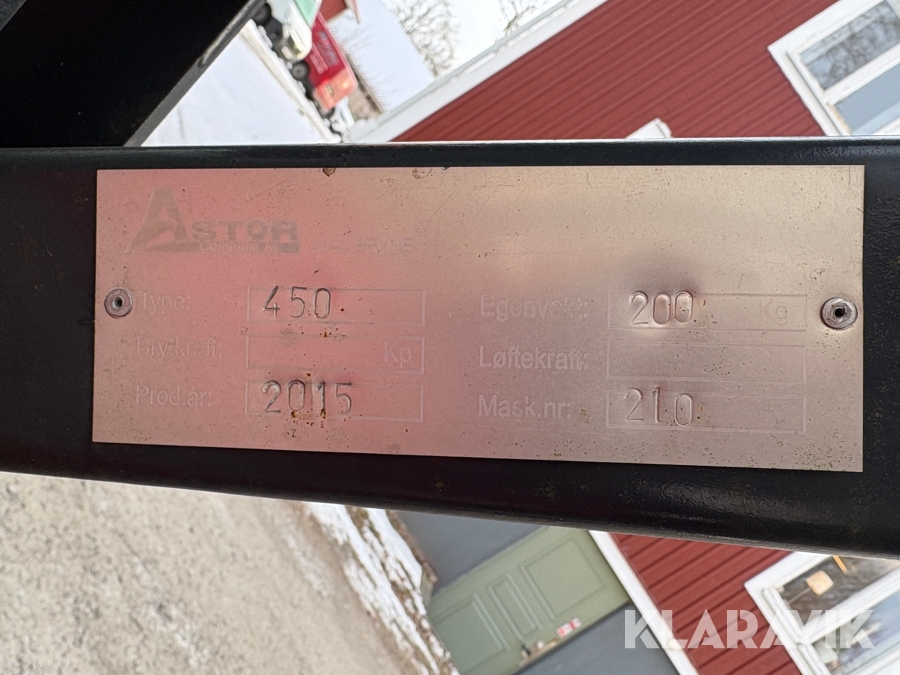 ASTOR
Type: 450 Egenvekt: 200 Kg
Brytkraft: Kp Løftekraft:
Prod.år: 2015 Mask.nr: 210
KLARAVIK